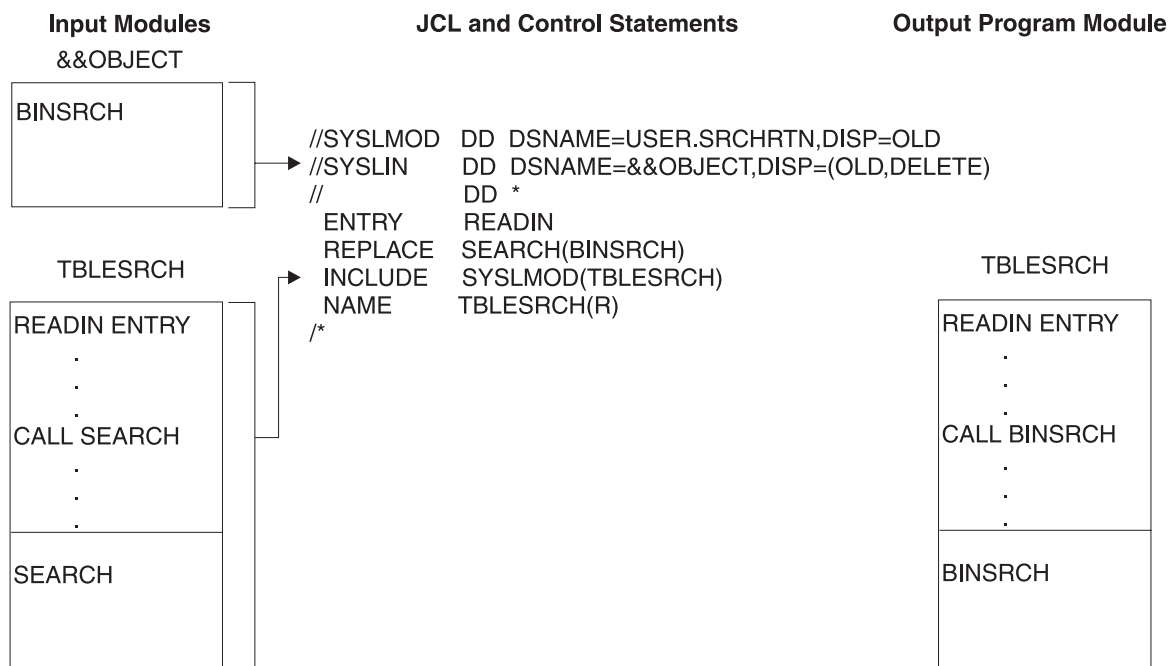 Input Modules
JCL and Control Statements
Output Program Module
&&OBJECT
BINSRCH
//SYSLMOD DD DSNAME=USER.SRCHRTN,DISP=OLD
//SYSLIN DD DSNAME=&&OBJECT,DISP=(OLD,DELETE)
// DD *
ENTRY READIN
REPLACE SEARCH(BINSRCH)
INCLUDE SYSLMOD(TBLESRCH)
NAME TBLESRCH(R)
/*
TBLESRCH
READIN ENTRY
.
.
.
CALL SEARCH
.
.
.
SEARCH
TBLESRCH
READIN ENTRY
.
.
.
CALL BINSRCH
.
.
.
BINSRCH